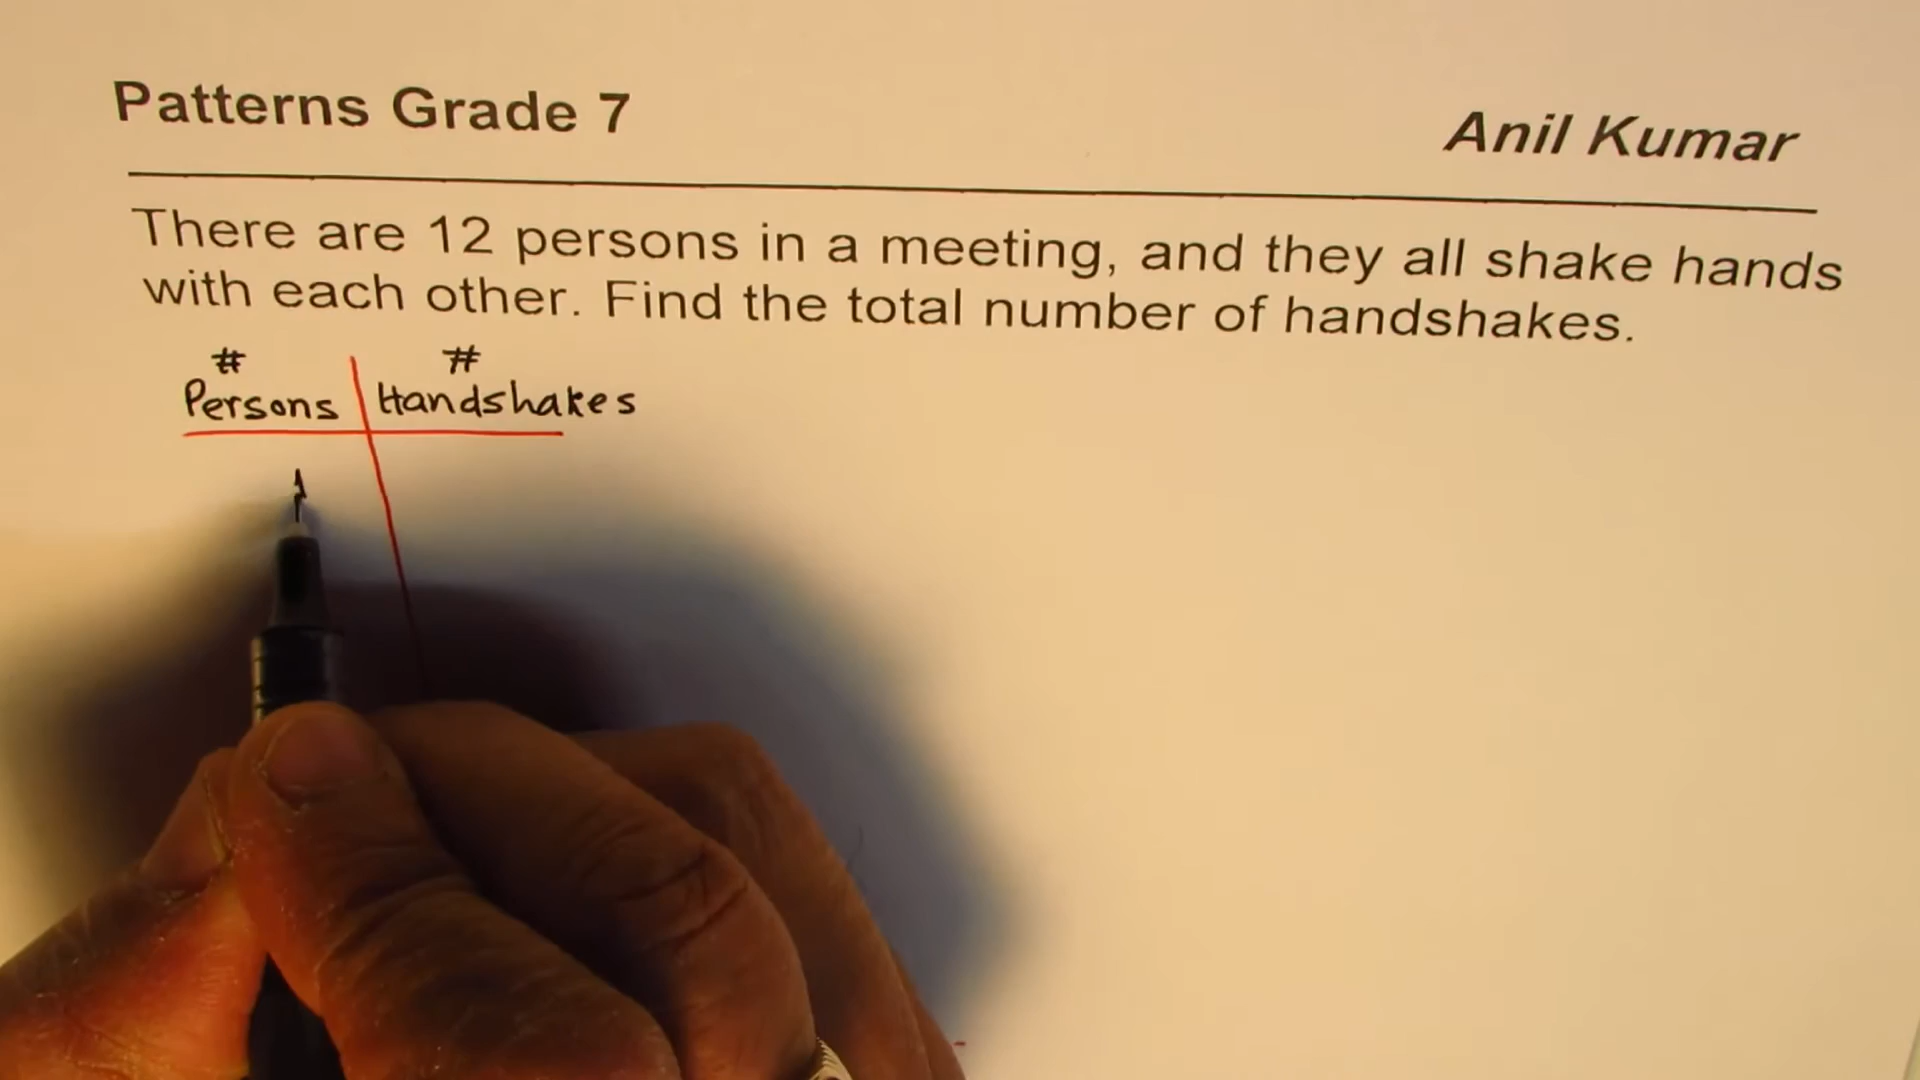 Patterns Grade 7
Anil Kumar
There are 12 persons in a meeting, and they all shake hands
with each other. Find the total number of handshakes.
# #
Persons Handshakes
1